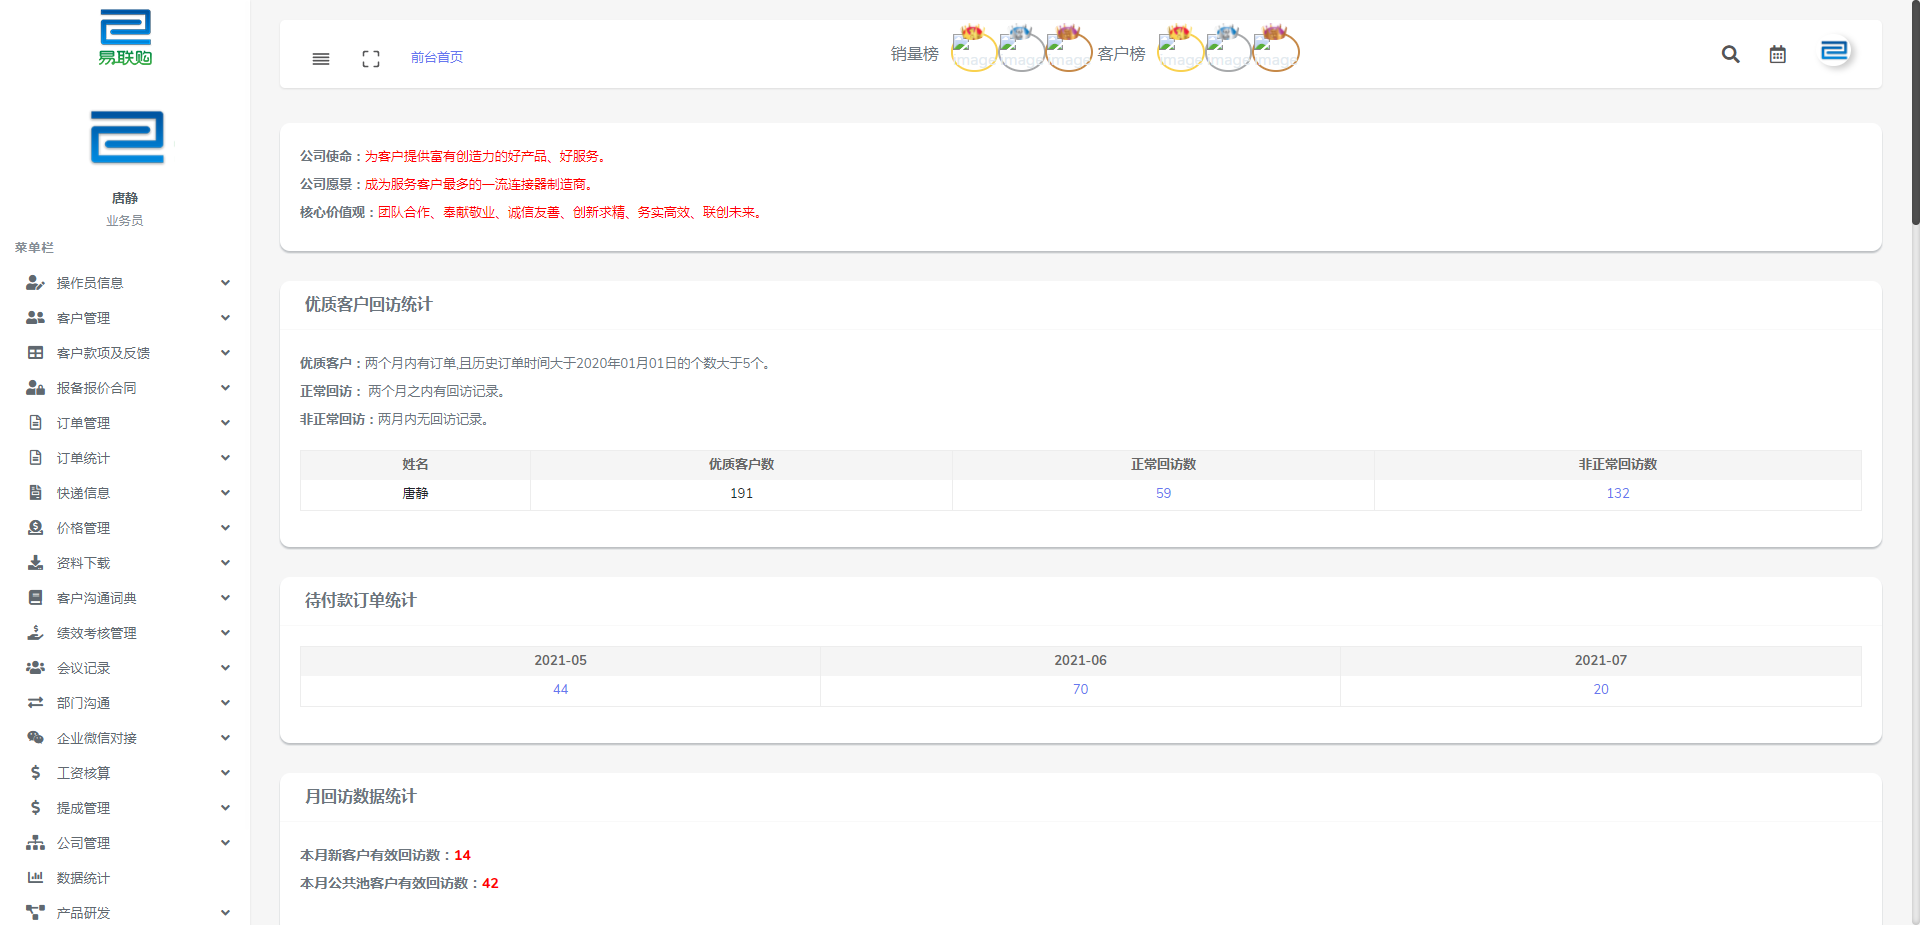 易联购
唐静
业务员
菜单栏
操作员信息
客户管理
客户款项及反馈
报备报价合同
订单管理
订单统计
快递信息
价格管理
资料下载
客户沟通词典
绩效考核管理
会议记录
部门沟通
企业微信对接
工资核算
提成管理
公司管理
数据统计
产品研发
前台首页
销量榜 image image image 客户榜 image image image
公司使命：为客户提供富有创造力的好产品、好服务。
公司愿景：成为服务客户最多的一流连接器制造商。
核心价值观：团队合作、奉献敬业、诚信友善、创新求精、务实高效、联创未来。
优质客户回访统计
优质客户：两个月内有订单,且历史订单时间大于2020年01月01日的个数大于5个。
正常回访： 两个月之内有回访记录。
非正常回访：两月内无回访记录。
姓名 优质客户数 正常回访数 非正常回访数
唐静 191 59 132
待付款订单统计
2021-05 2021-06 2021-07
44 70 20
月回访数据统计
本月新客户有效回访数：14
本月公共池客户有效回访数：42